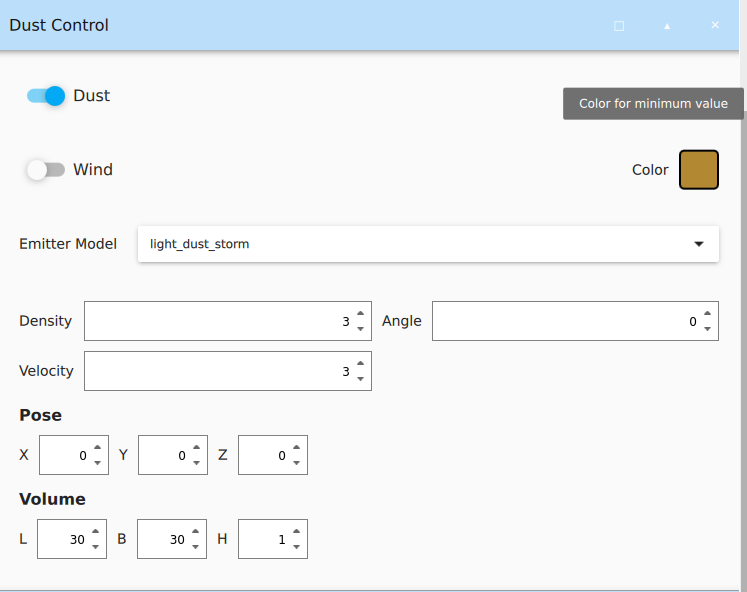 Dust Control
Dust
Color for minimum value
Wind
Color
Emitter Model light_dust_storm
Density 3 Angle 0
Velocity 3
Pose
X 0 Y 0 Z 0
Volume
L 30 B 30 H 1